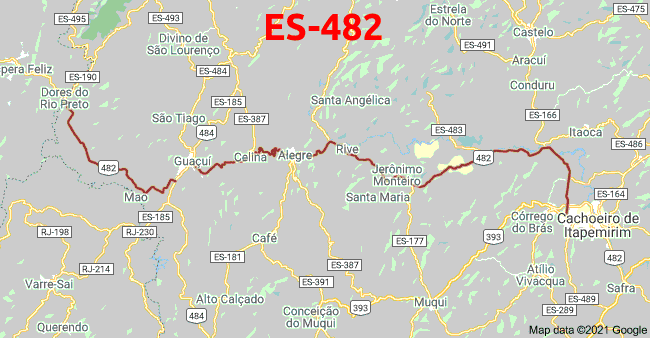 ES-482
ES-495
ES-493
Divino de
São Lourenço
Estrela
do Norte
ES-475
Castelo
ES-491
Aracuí
pera Feliz
ES-190
ES-484
Conduru
Dores do
Rio Preto
ES-185
Santa Angélica
São Tiago
ES-387
ES-166
484
ES-483
Itaoca
ES-486
Guaçuí
Celina
Alegre
Rive
482
482
Jerônimo
Monteiro
ES-164
Mao
Santa Maria
ES-185
Córrego
do Brás
Cachoeiro de
Itapemirim
RJ-198
RJ-230
Café
ES-177
393
ES-181
482
RJ-214
ES-387
Atílio
Vivacqua
Varre-Sai
ES-391
Safra
Alto Calçado
Muqui
ES-489
484
Conceição
do Muqui
393
ES-289
Querendo
Map data ©2021 Google